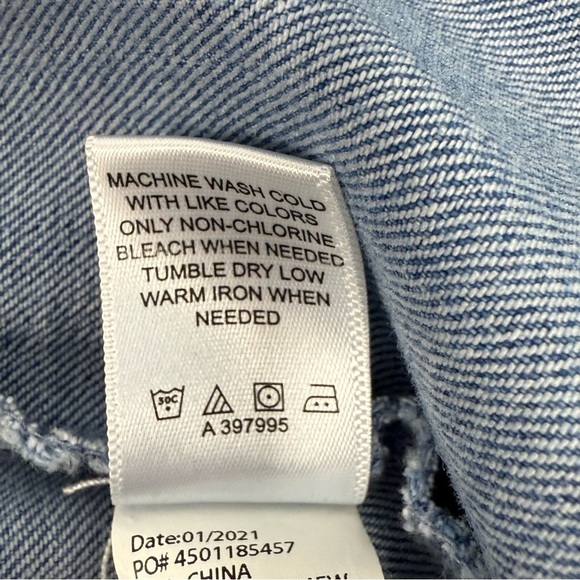 MACHINE WASH COLD
WITH LIKE COLORS
ONLY NON-CHLORINE
BLEACH WHEN NEEDED
TUMBLE DRY LOW
WARM IRON WHEN
NEEDED
30C
A 397995
Date:01/2021
PO# 4501185457
CHINA